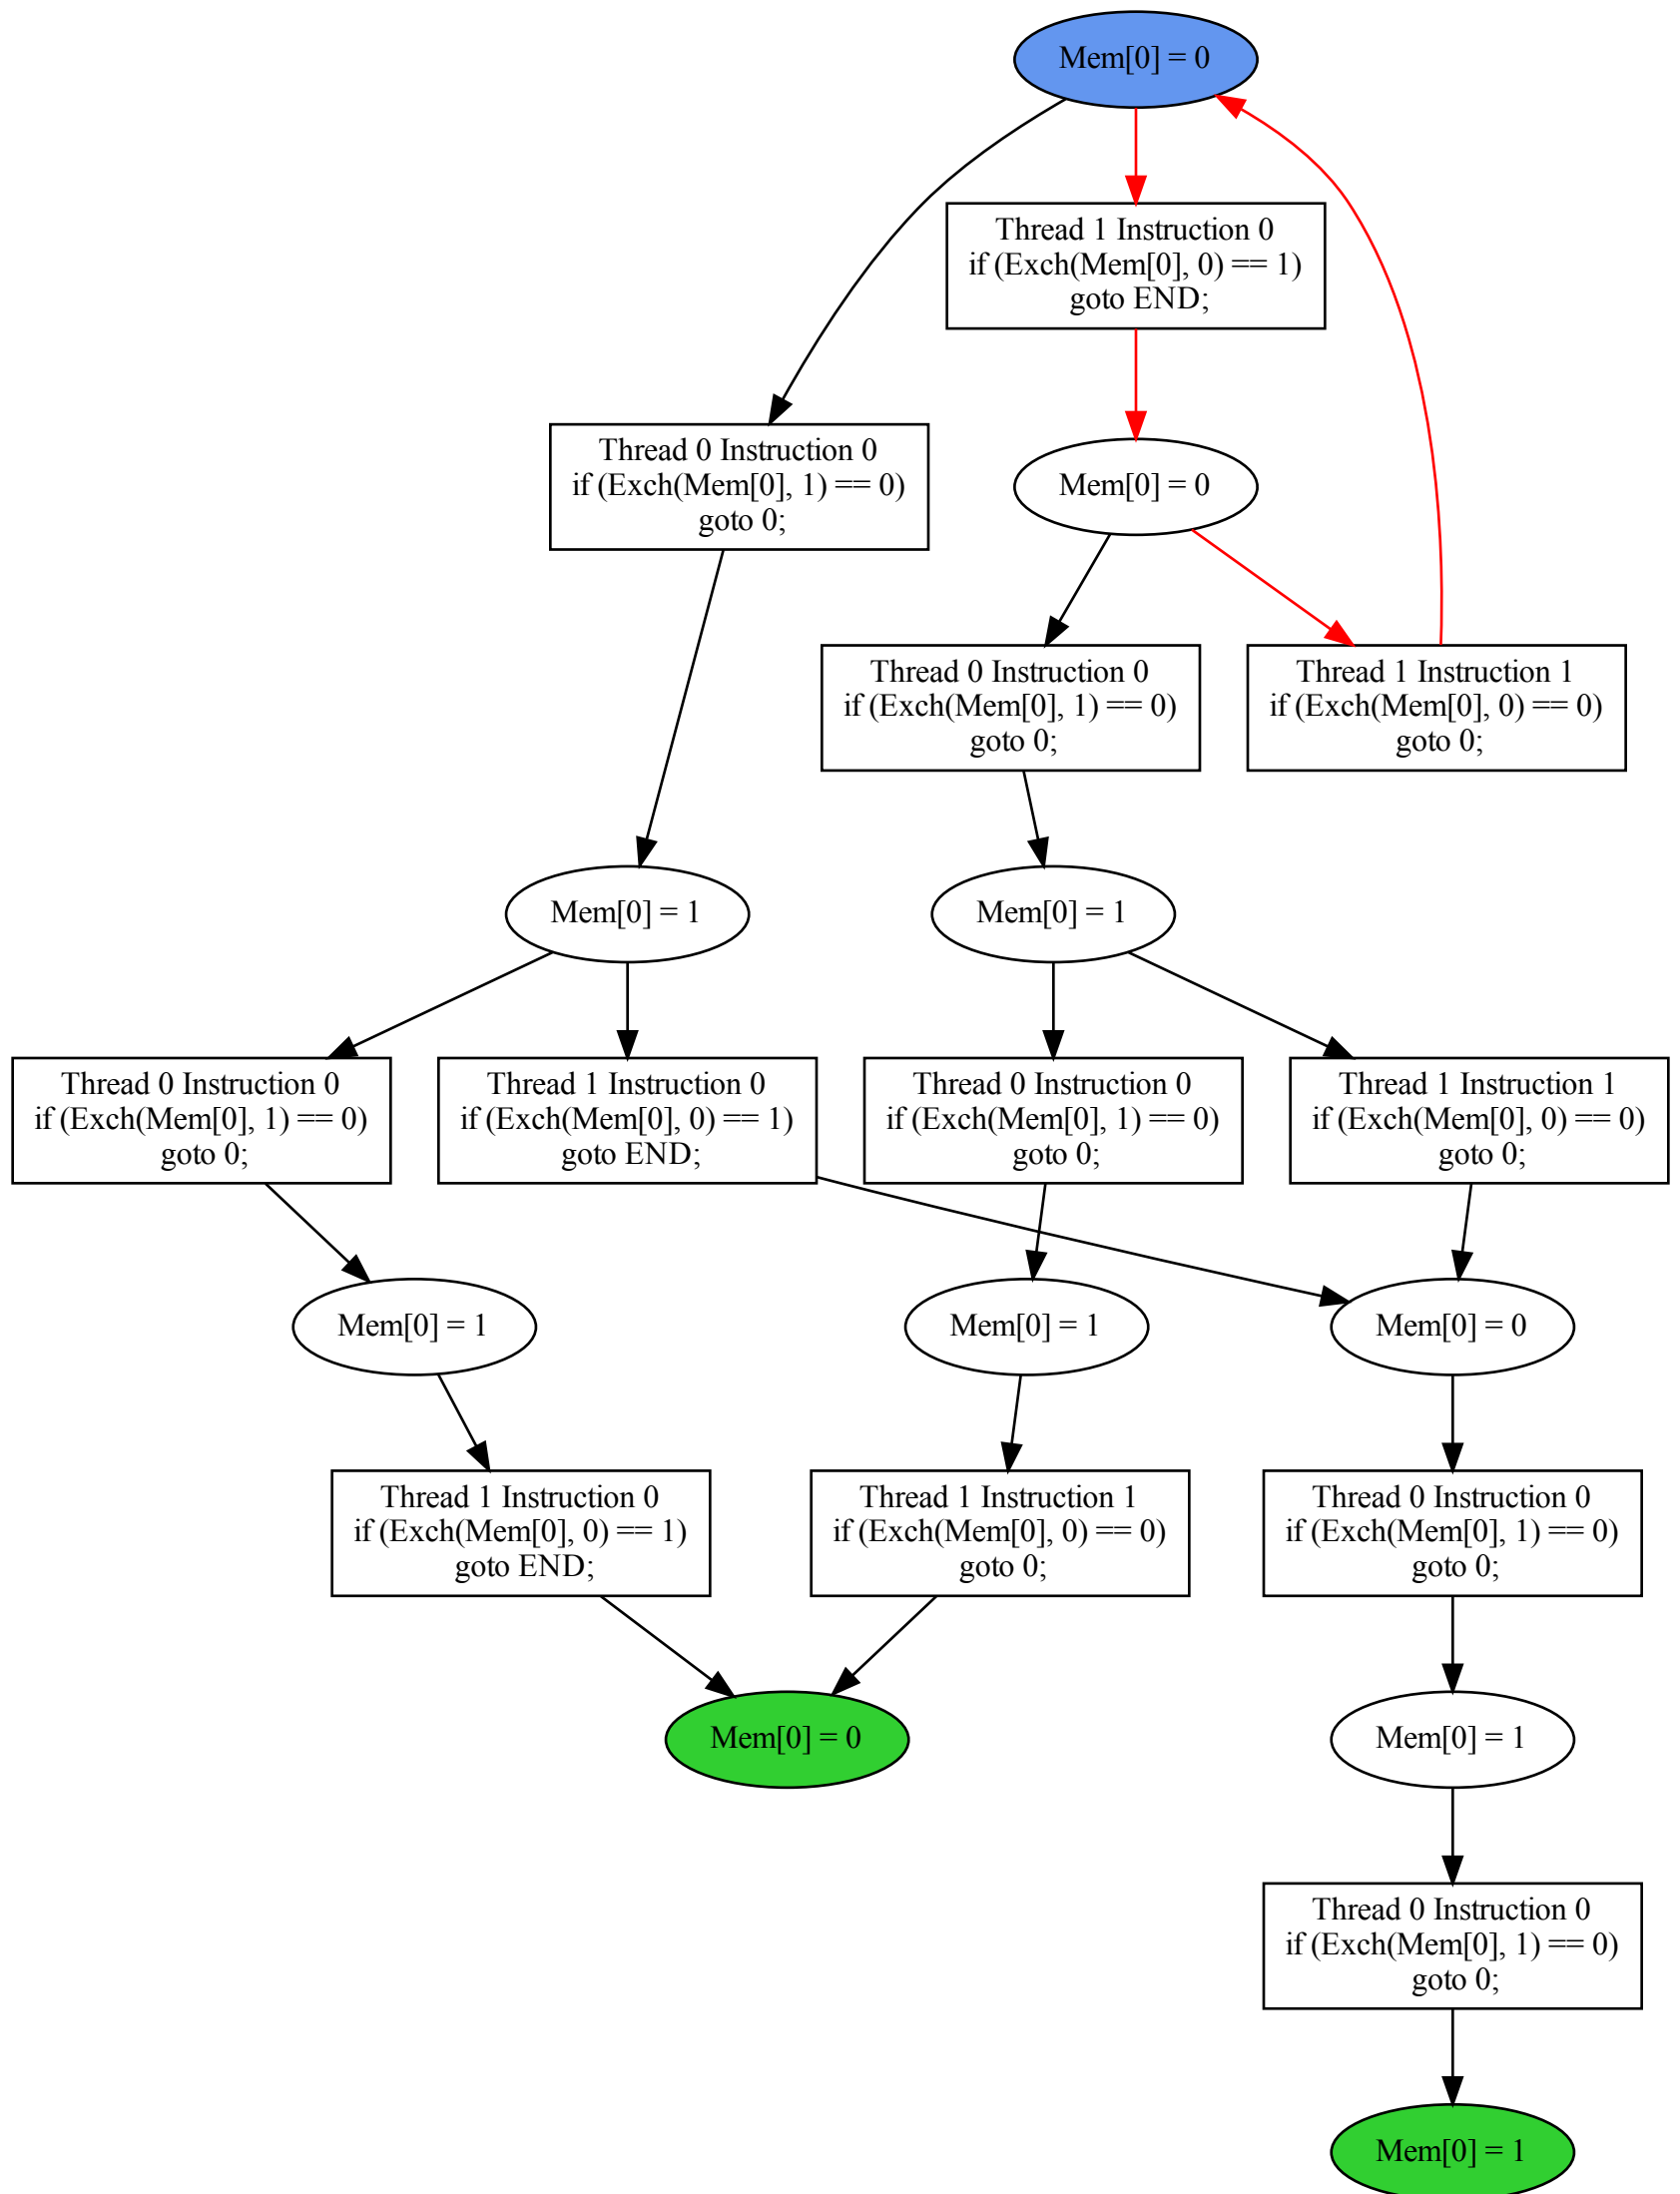 Mem[0] = 0
Thread 1 Instruction 0
if (Exch(Mem[0], 0) == 1)
goto END;
Thread 0 Instruction 0
if (Exch(Mem[0], 1) == 0)
goto 0;
Mem[0] = 0
Thread 0 Instruction 0
if (Exch(Mem[0], 1) == 0)
goto 0;
Thread 1 Instruction 1
if (Exch(Mem[0], 0) == 0)
goto 0;
Mem[0] = 1
Mem[0] = 1
Thread 0 Instruction 0
if (Exch(Mem[0], 1) == 0)
goto 0;
Thread 1 Instruction 0
if (Exch(Mem[0], 0) == 1)
goto END;
Thread 0 Instruction 0
if (Exch(Mem[0], 1) == 0)
goto 0;
Thread 1 Instruction 1
if (Exch(Mem[0], 0) == 0)
goto 0;
Mem[0] = 1
Mem[0] = 1
Mem[0] = 0
Thread 1 Instruction 0
if (Exch(Mem[0], 0) == 1)
goto END;
Thread 1 Instruction 1
if (Exch(Mem[0], 0) == 0)
goto 0;
Thread 0 Instruction 0
if (Exch(Mem[0], 1) == 0)
goto 0;
Mem[0] = 0
Mem[0] = 1
Thread 0 Instruction 0
if (Exch(Mem[0], 1) == 0)
goto 0;
Mem[0] = 1